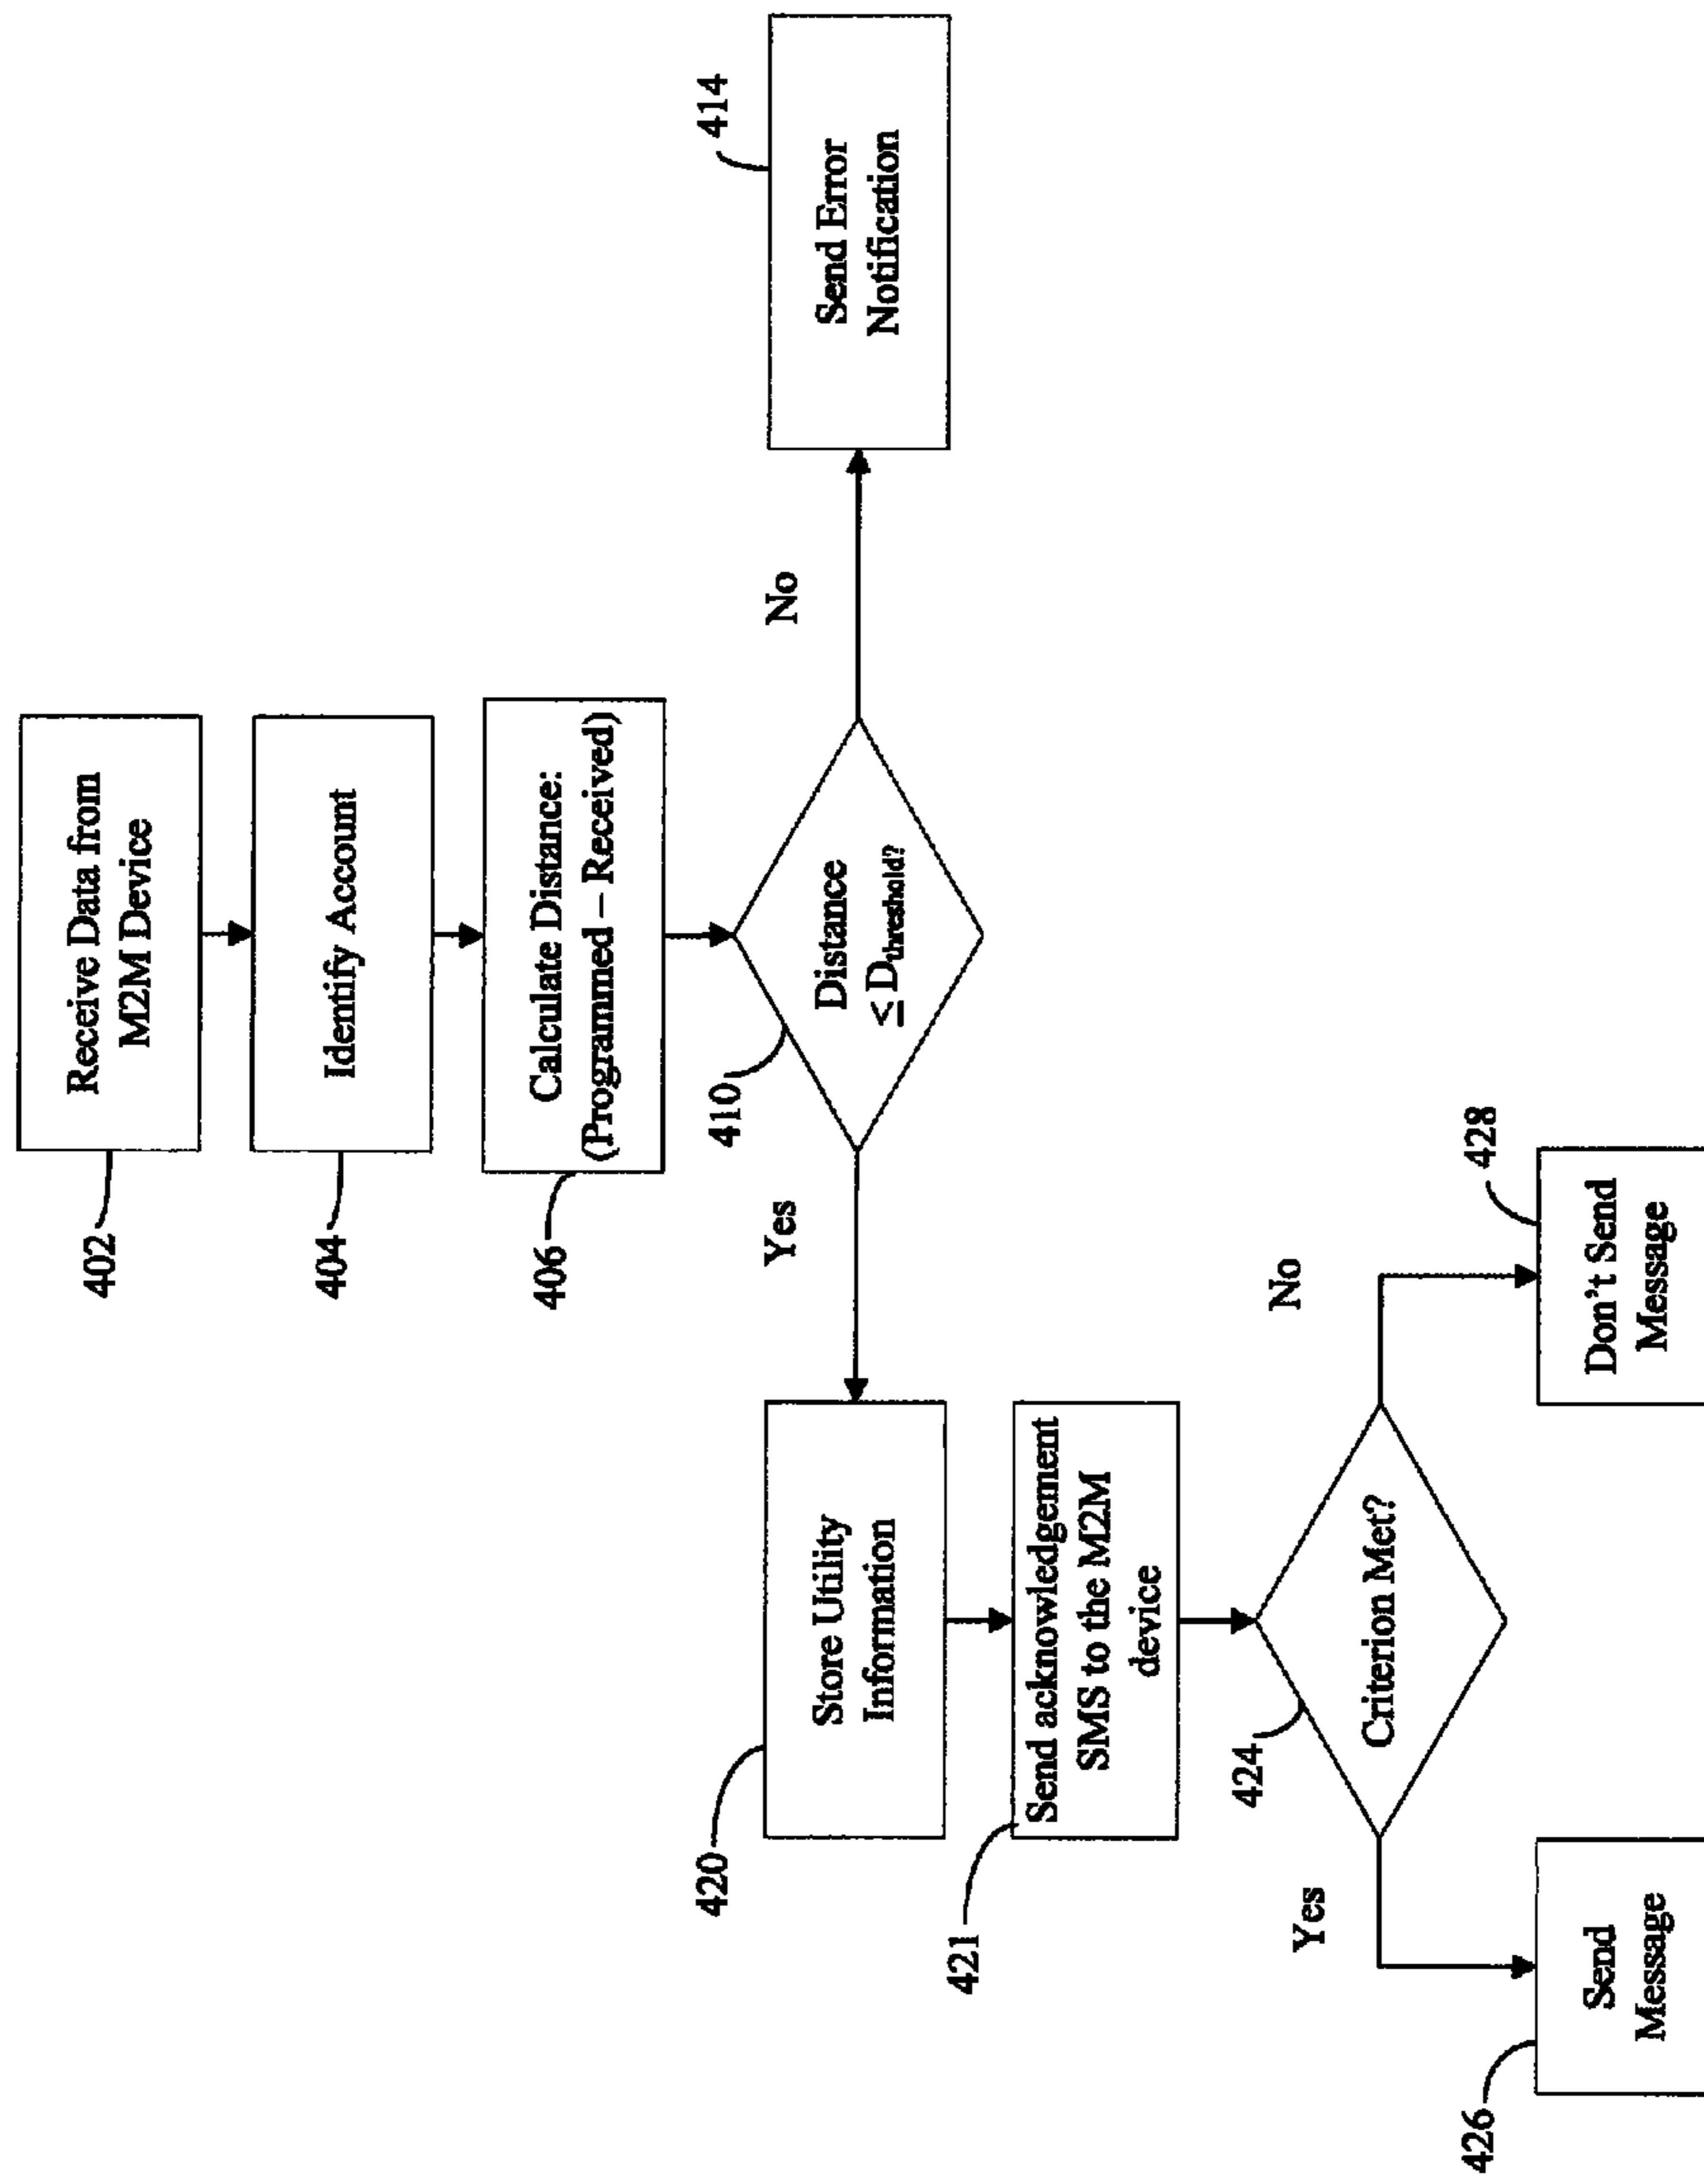 402
Receive Data from
M2M Device
404
Identify Account
406
Calculate Distance:
(Programmed – Received)
410
Distance
≤ Dthreshold?
Yes
No
414
Send Error
Notification
420
Store Utility
Information
421
Send acknowledgement
SMS to the M2M
device
424
Criterion Met?
Yes
No
426
Send
Message
428
Don't Send
Message